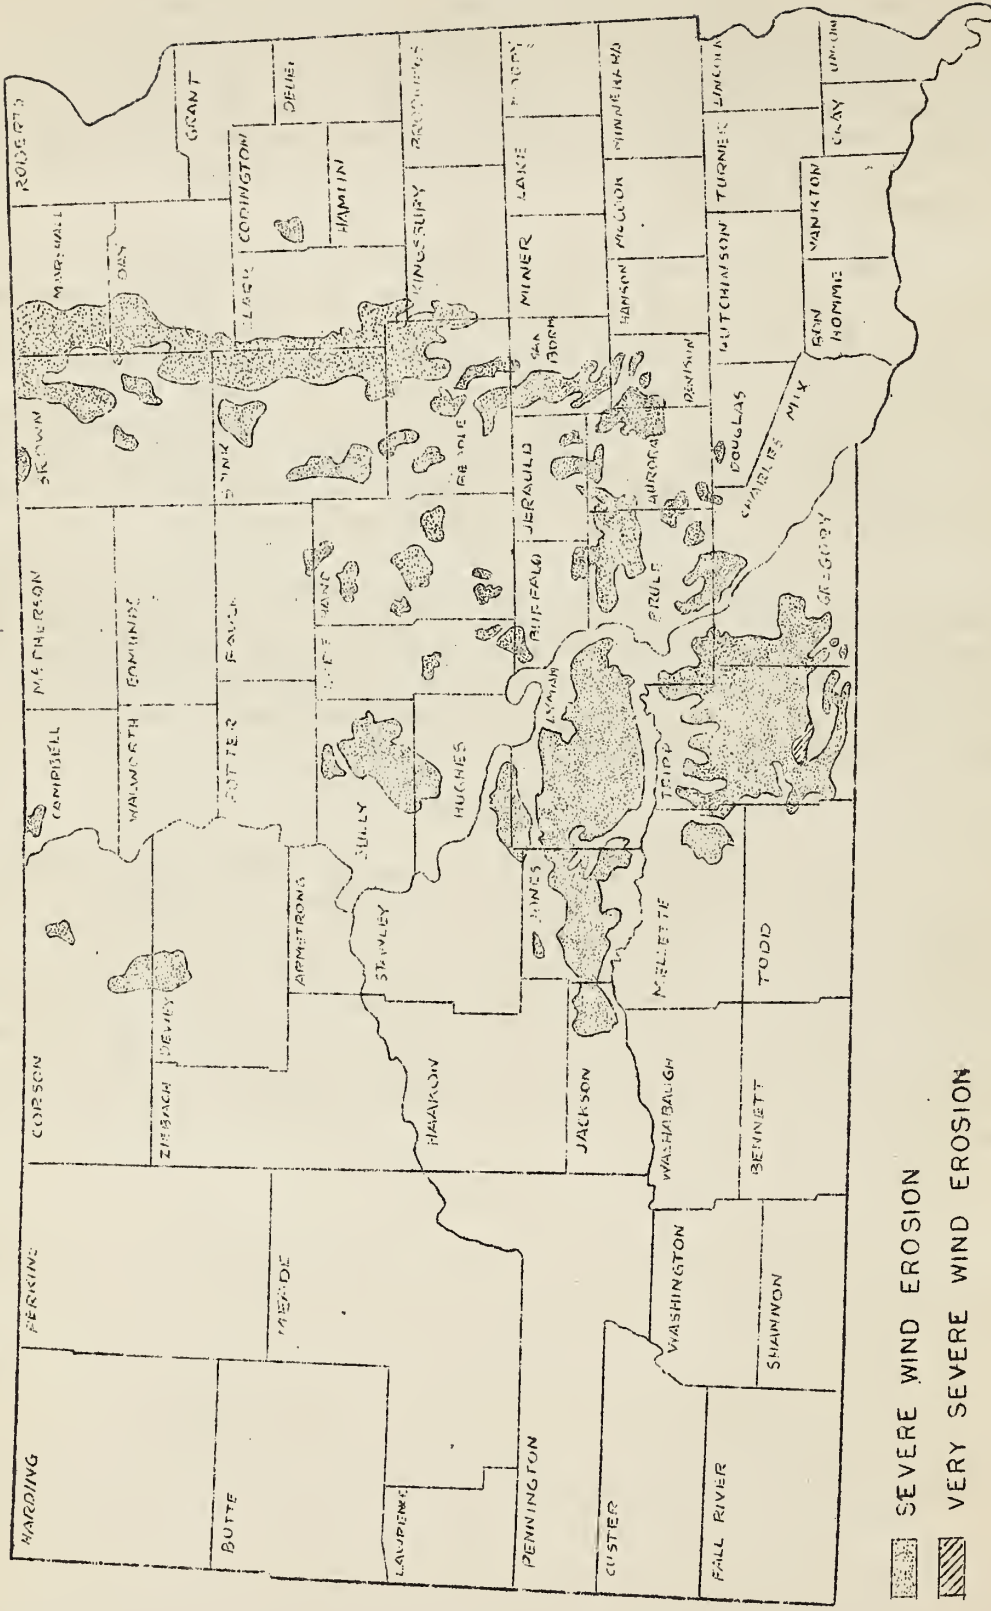 HARDING
PERKINS
CORSON
CAMPBELL
MCPHERSON
BROWN
MARSHALL
ROBERTS
BUTTE
MEADE
ZIEBACH
DEWEY
WALWORTH
EDMUNDS
DAY
GRANT
ARMSTRONG
POTTER
FAULK
SPINK
CODINGTON
CLARK
DEUEL
HAMLIN
LAWRENCE
HAAKON
STANLEY
SULLY
HYDE
HAND
BEADLE
KINGSBURY
BROOKINGS
HUGHES
PENNINGTON
JACKSON
JONES
LYMAN
BUFFALO
JERAULD
SANBORN
MINER
LAKE
MOODY
CUSTER
WASHINGTON
WASHABAUGH
MELLETTE
TRIPP
BRULE
AURORA
DAVISON
HANSON
MCCOOK
MINNEHAHA
FALL RIVER
SHANNON
BENNETT
TODD
GREGORY
CHARLES MIX
DOUGLAS
HUTCHINSON
TURNER
LINCOLN
BON
HOMME
YANKTON
CLAY
UNION
SEVERE WIND EROSION
VERY SEVERE WIND EROSION